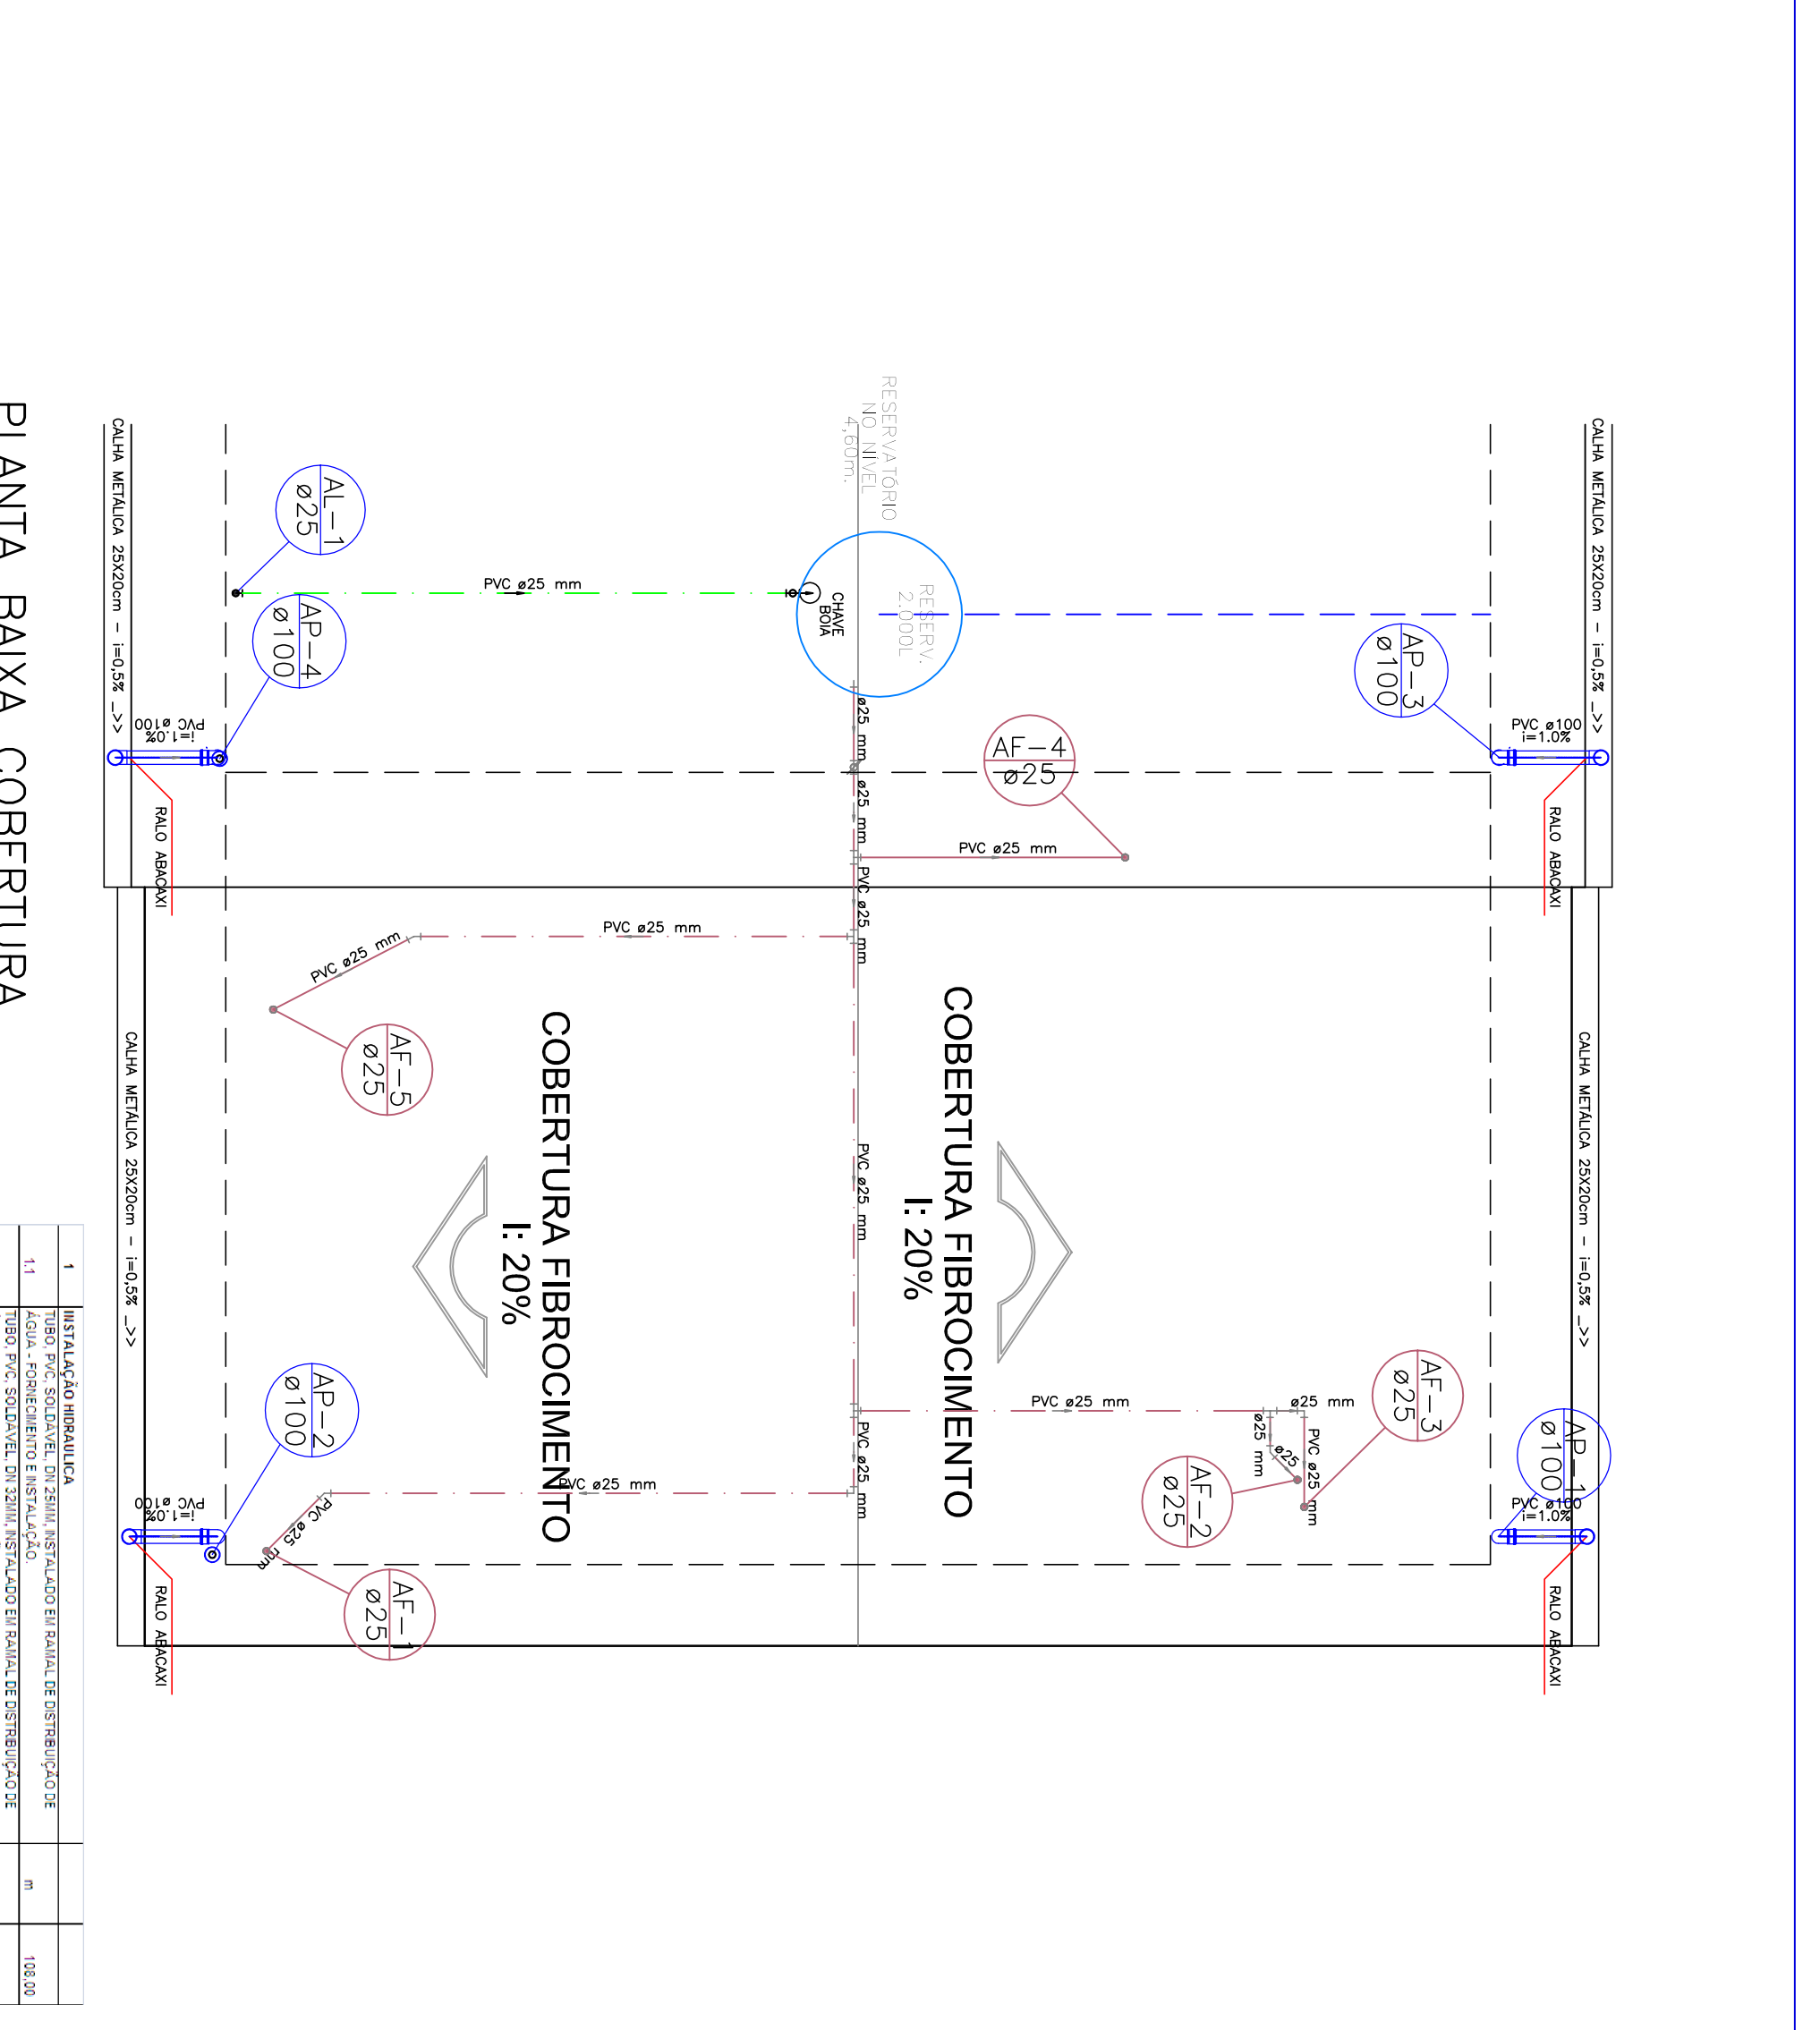 CALHA METÁLICA 25X20cm – i=0,5% _>>
PVC ø100
i=1.0%
RALO ABACAXI
AP–3
ø100
CALHA METÁLICA 25X20cm – i=0,5% _>>
AP–1
ø100
PVC ø100
i=1.0%
RALO ABACAXI
AF–3
ø25
ø25 mm
PVC ø25 mm
ø25 mm
ø25
AF–2
ø25
PVC ø25 mm
RESERVATÓRIO
NO NÍVEL
4,60m.
RESERV.
2.000L
CHAVE
BOIA
ø25 mm
ø25 mm
AF–4
ø25
PVC ø25 mm
PVC ø25 mm
PVC ø25 mm
PVC ø25 mm
COBERTURA FIBROCIMENTO
I: 20%
COBERTURA FIBROCIMENTO
I: 20%
PVC ø25 mm
AL–1
ø25
AP–4
ø100
PVC ø25 mm
PVC ø25 mm
AF–5
ø25
AP–2
ø100
PVC ø25 mm
PVC ø25 mm
AF–1
ø25
CALHA METÁLICA 25X20cm – i=0,5% _>>
PVC ø100
i=1.0%
RALO ABACAXI
CALHA METÁLICA 25X20cm – i=0,5% _>>
PVC ø100
i=1.0%
RALO ABACAXI
PLANTA BAIXA COBERTURA
1 INSTALAÇÃO HIDRAULICA
TUBO, PVC, SOLDÁVEL, DN 25MM, INSTALADO EM RAMAL DE DISTRIBUIÇÃO DE
1.1 ÁGUA - FORNECIMENTO E INSTALAÇÃO. m 108,00
TUBO, PVC, SOLDÁVEL, DN 32MM, INSTALADO EM RAMAL DE DISTRIBUIÇÃO DE